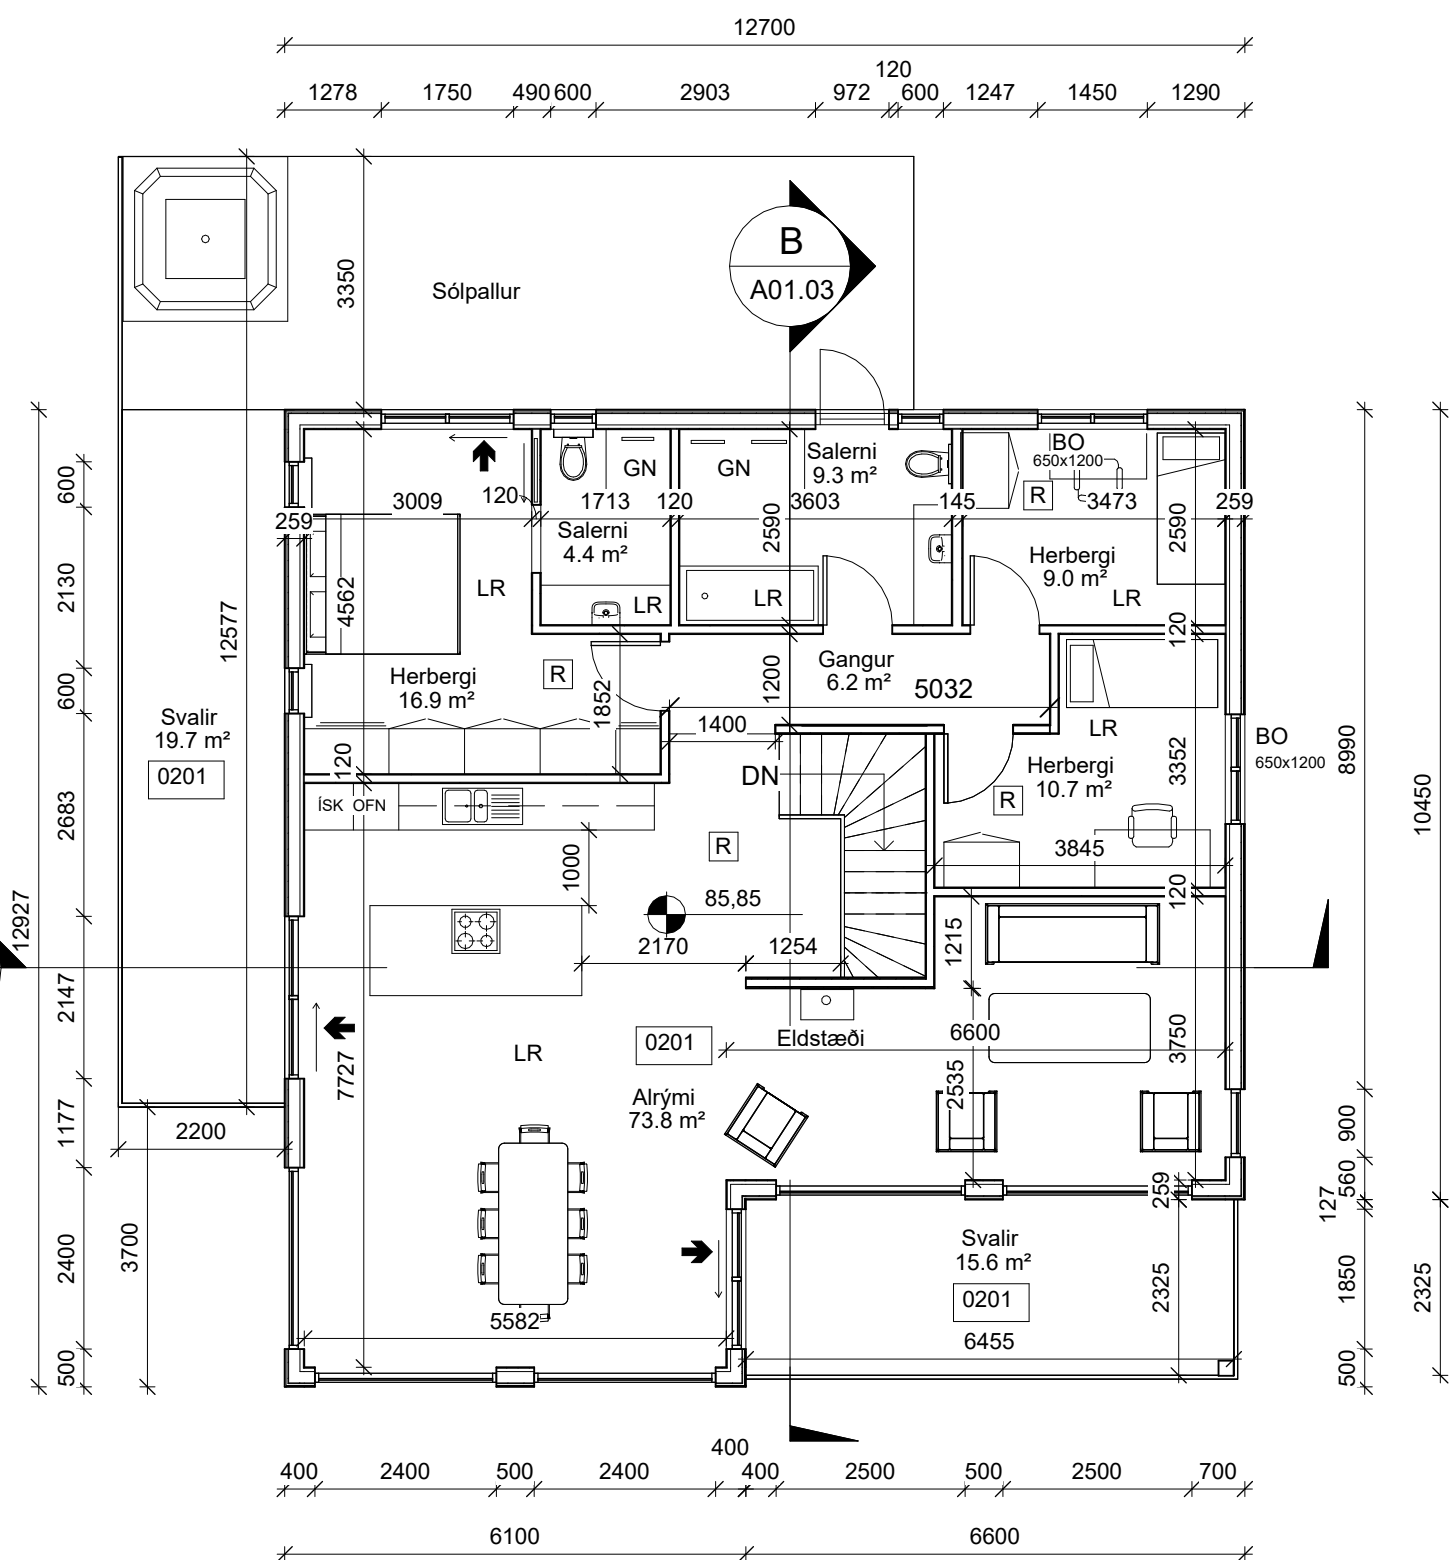 12700
120
1278 1750 490 600 2903 972 600 1247 1450 1290
3350
Sólpallur
B
A01.03
GN
GN
Salerni
9.3 m²
BO
650x1200
R
600
259
3009
120
1713
120
3603
145
3473
259
Salerni
4.4 m²
2590
2590
Herbergi
9.0 m²
2130
12577
4562
LR
LR
LR
LR
120
Herbergi
16.9 m²
R
1852
1200
Gangur
6.2 m²
5032
600
Svalir
19.7 m²
0201
1400
LR
BO
650x1200
8990
10450
120
DN
Herbergi
10.7 m²
R
3352
ÍSK OFN
2683
R
1000
3845
120
12927
85,85
2170
1254
1215
2147
LR
0201
Eldstæði
6600
3750
7727
Alrými
73.8 m²
2535
1177
2200
900
259
560
127
3700
2400
Svalir
15.6 m²
0201
2325
1850
2325
5582
6455
500
500
400
400 2400 500 2400 400 2500 500 2500 700
6100 6600